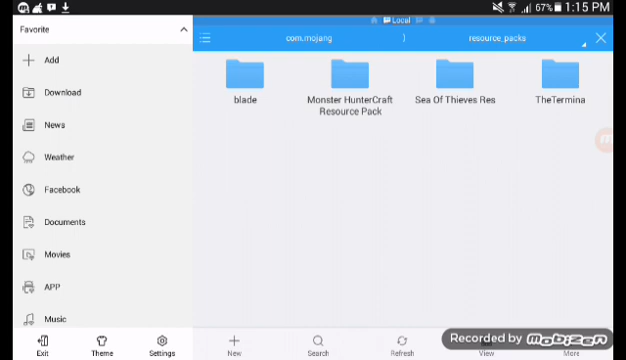 67% 1:15 PM
Local
Favorite
com.mojang
resource_packs
Add
Download
News
Weather
Facebook
Documents
Movies
APP
Music
blade
Monster HunterCraft
Resource Pack
Sea Of Thieves Res
TheTermina
Exit
Theme
Settings
New
Search
Refresh
View
More
Recorded by mobizen